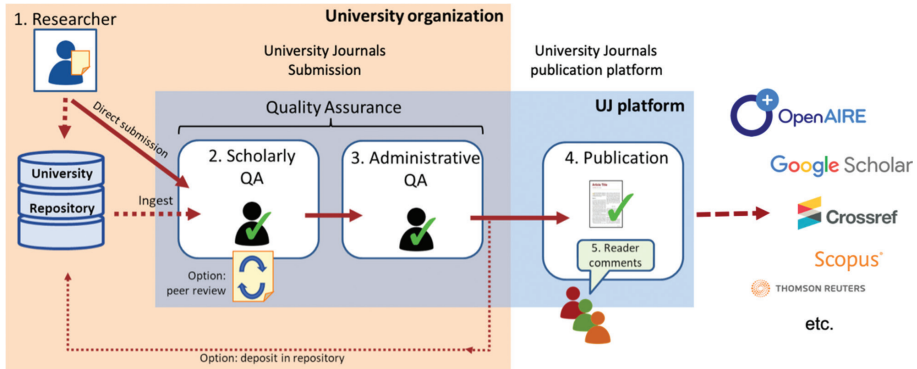 University organization
1. Researcher
University Journals
Submission
University Journals
publication platform
Direct submission
Quality Assurance
UJ platform
OpenAIRE
Google Scholar
Crossref
Scopus®
THOMSON REUTERS
etc.
University
Repository
Ingest
2. Scholarly
QA
3. Administrative
QA
4. Publication
Option:
peer review
5. Reader
comments
Option: deposit in repository